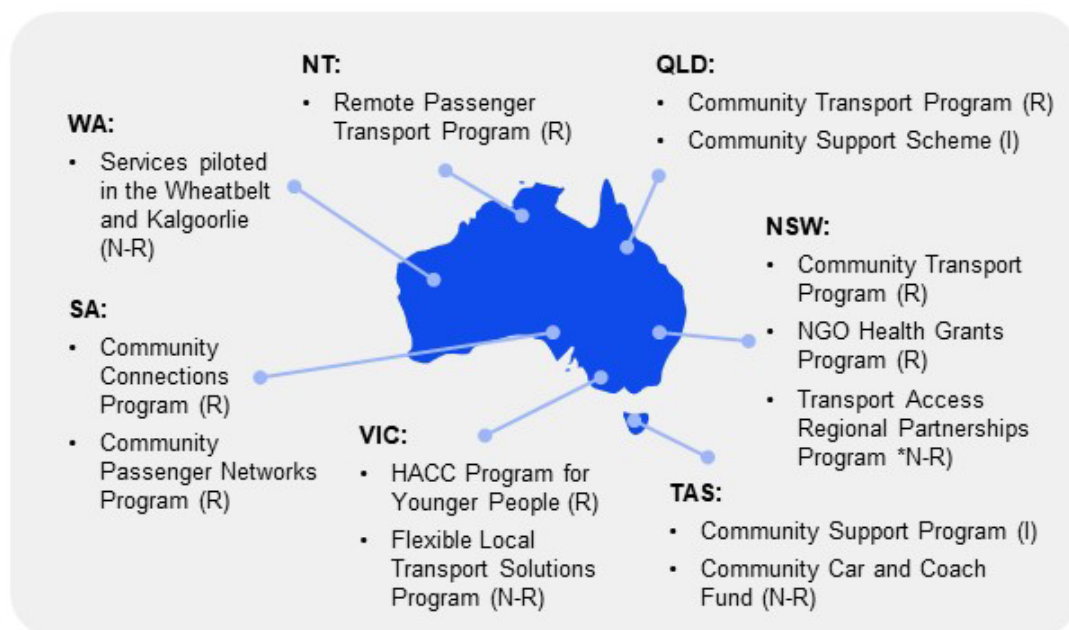 NT:
• Remote Passenger
Transport Program (R)
QLD:
• Community Transport Program (R)
• Community Support Scheme (I)
WA:
• Services piloted
in the Wheatbelt
and Kalgoorlie
(N-R)
NSW:
• Community Transport
Program (R)
• NGO Health Grants
Program (R)
• Transport Access
Regional Partnerships
Program *N-R)
SA:
• Community
Connections
Program (R)
• Community
Passenger Networks
Program (R)
VIC:
• HACC Program for
Younger People (R)
• Flexible Local
Transport Solutions
Program (N-R)
TAS:
• Community Support Program (I)
• Community Car and Coach
Fund (N-R)